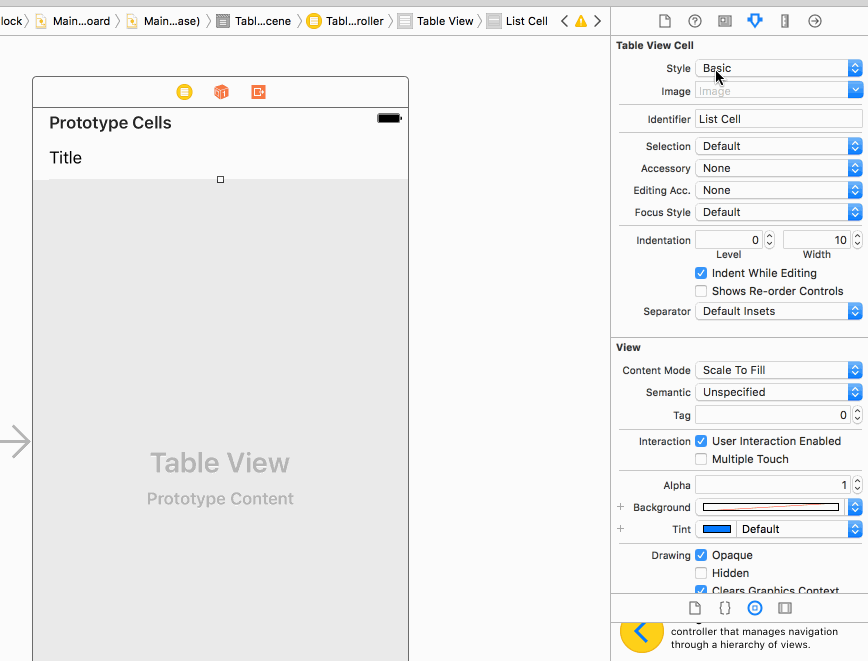 lock
Main...oard
Main...ase)
Tabl...cene
Tabl...roller
Table View
List Cell
Prototype Cells
Title
Table View
Prototype Content
Table View Cell
Style Basic
Image Image
Identifier List Cell
Selection Default
Accessory None
Editing Acc. None
Focus Style Default
Indentation 0 10
Level Width
Indent While Editing
Shows Re-order Controls
Separator Default Insets
View
Content Mode Scale To Fill
Semantic Unspecified
Tag 0
Interaction User Interaction Enabled
Multiple Touch
Alpha 1
+ Background
+ Tint Default
Drawing Opaque
Hidden
Clears Graphics Context
{}
controller that manages navigation
through a hierarchy of views.